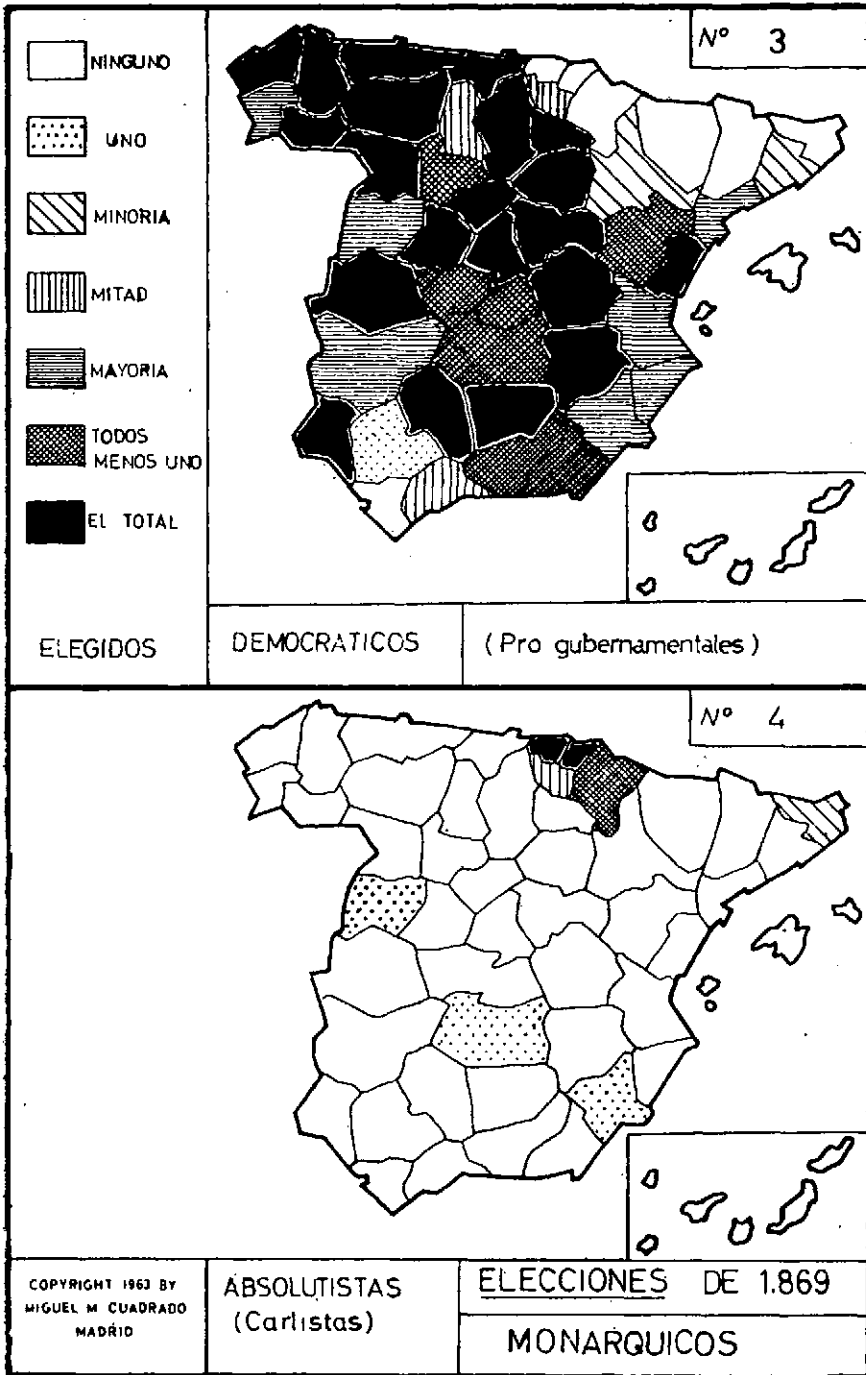 Nº 3
NINGUNO
UNO
MINORIA
MITAD
MAYORIA
TODOS
MENOS UNO
EL TOTAL
ELEGIDOS
DEMOCRATICOS
(Pro gubernamentales)
Nº 4
COPYRIGHT 1963 BY
MIGUEL M CUADRADO
MADRID
ABSOLUTISTAS
(Carlistas)
ELECCIONES DE 1.869
MONARQUICOS